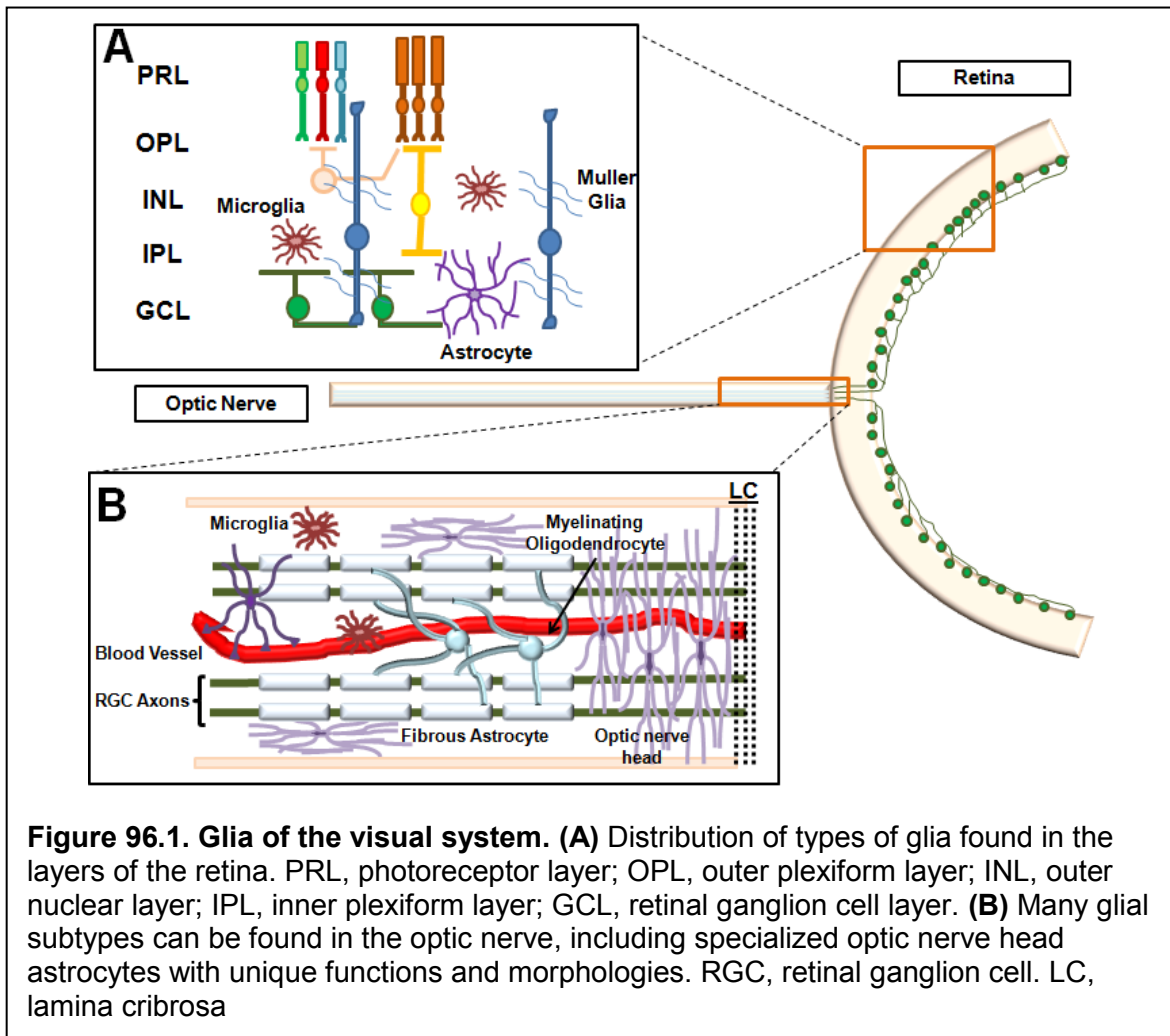 A
PRL
OPL
INL
IPL
GCL
Microglia
Muller
Glia
Astrocyte
Retina
Optic Nerve
B
LC
Microglia
Myelinating
Oligodendrocyte
Blood Vessel
RGC Axons
Fibrous Astrocyte
Optic nerve
head
Figure 96.1. Glia of the visual system. (A) Distribution of types of glia found in the
layers of the retina. PRL, photoreceptor layer; OPL, outer plexiform layer; INL, outer
nuclear layer; IPL, inner plexiform layer; GCL, retinal ganglion cell layer. (B) Many glial
subtypes can be found in the optic nerve, including specialized optic nerve head
astrocytes with unique functions and morphologies. RGC, retinal ganglion cell. LC,
lamina cribrosa